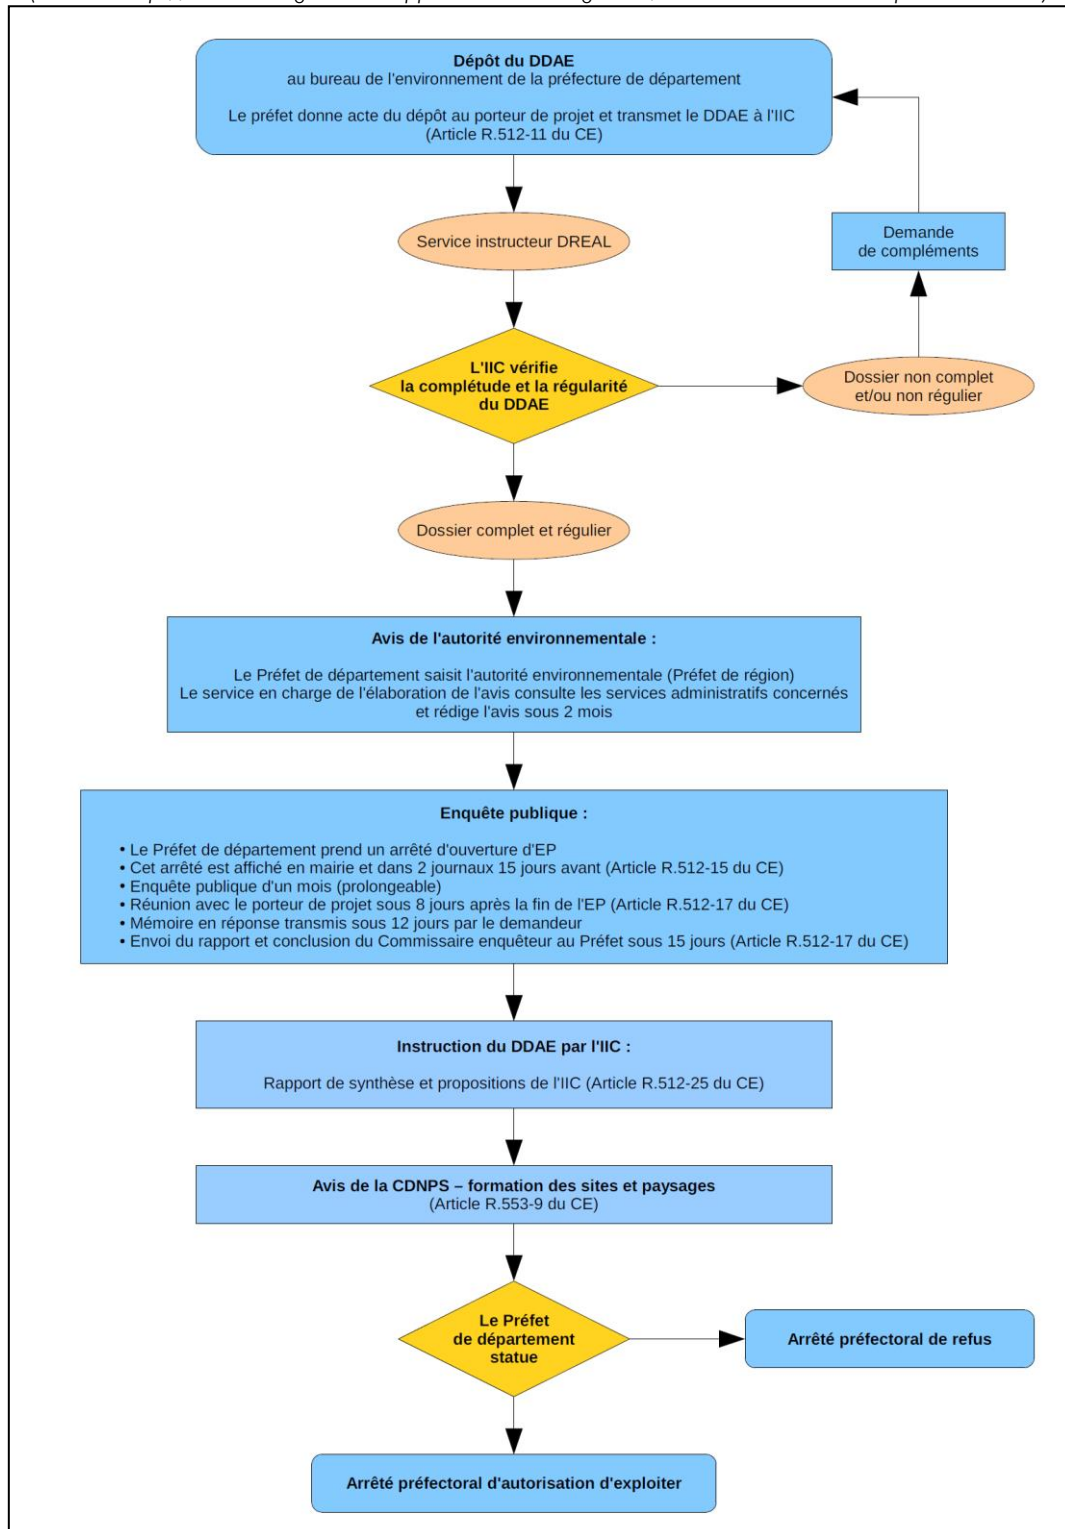 Dépôt du DDAE
au bureau de l'environnement de la préfecture de département
Le préfet donne acte du dépôt au porteur de projet et transmet le DDAE à l'IIC
(Article R.512-11 du CE)
Service instructeur DREAL
Demande
de compléments
L'IIC vérifie
la complétude et la régularité
du DDAE
Dossier non complet
et/ou non régulier
Dossier complet et régulier
Avis de l'autorité environnementale :
Le Préfet de département saisit l'autorité environnementale (Préfet de région)
Le service en charge de l'élaboration de l'avis consulte les services administratifs concernés
et rédige l'avis sous 2 mois
Enquête publique :
• Le Préfet de département prend un arrêté d'ouverture d'EP
• Cet arrêté est affiché en mairie et dans 2 journaux 15 jours avant (Article R.512-15 du CE)
• Enquête publique d'un mois (prolongeable)
• Réunion avec le porteur de projet sous 8 jours après la fin de l'EP (Article R.512-17 du CE)
• Mémoire en réponse transmis sous 12 jours par le demandeur
• Envoi du rapport et conclusion du Commissaire enquêteur au Préfet sous 15 jours (Article R.512-17 du CE)
Instruction du DDAE par l'IIC :
Rapport de synthèse et propositions de l'IIC (Article R.512-25 du CE)
Avis de la CDNPS – formation des sites et paysages
(Article R.553-9 du CE)
Le Préfet
de département
statue
Arrêté préfectoral de refus
Arrêté préfectoral d'autorisation d'exploiter